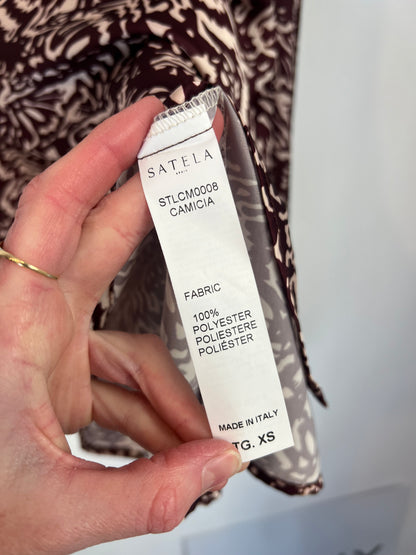 SATELA
STLCM0008
CAMICIA
FABRIC
100%
POLYESTER
POLIESTERE
POLIÉSTER
MADE IN ITALY
TG. XS